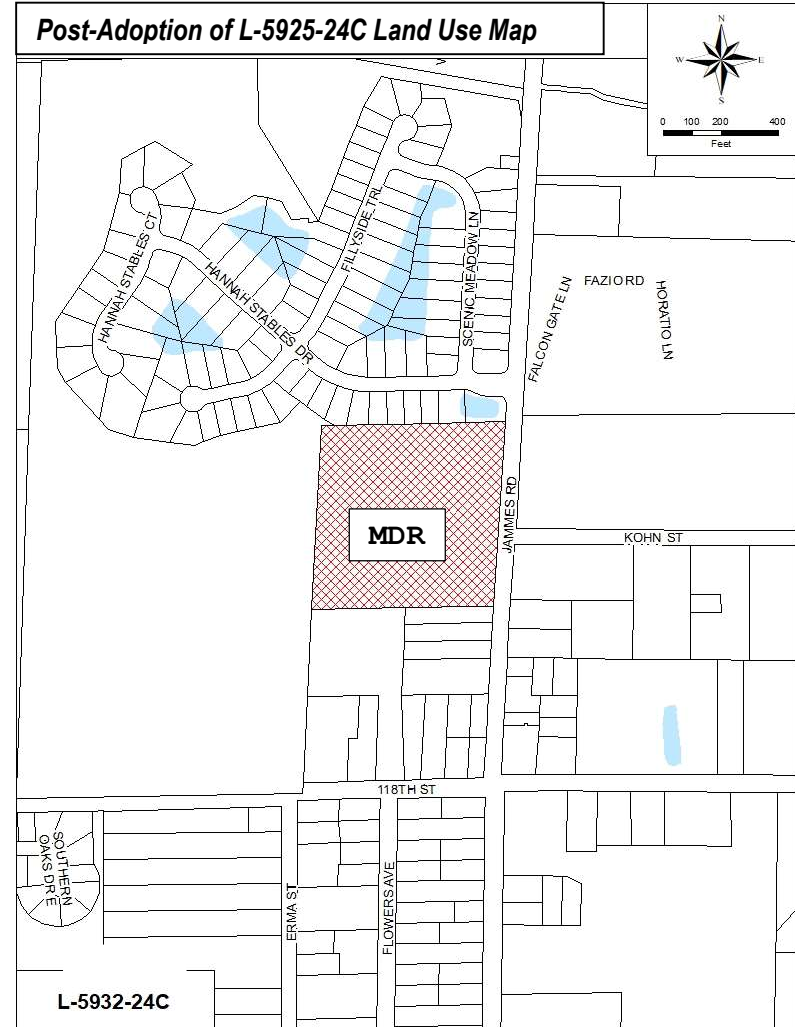 Post-Adoption of L-5925-24C Land Use Map
N
W
E
S
0 100 200 400
Feet
HANNAH STABLES CT
HANNAH STABLES DR
FILLYSIDE TRL
SCENIC MEADOW LN
FALCON GATE LN
FAZIO RD
HORATIO LN
MDR
JAMMES RD
KOHN ST
118TH ST
SOUTHERN
OAKS DR E
ERMA ST
FLOWERS AVE
L-5932-24C